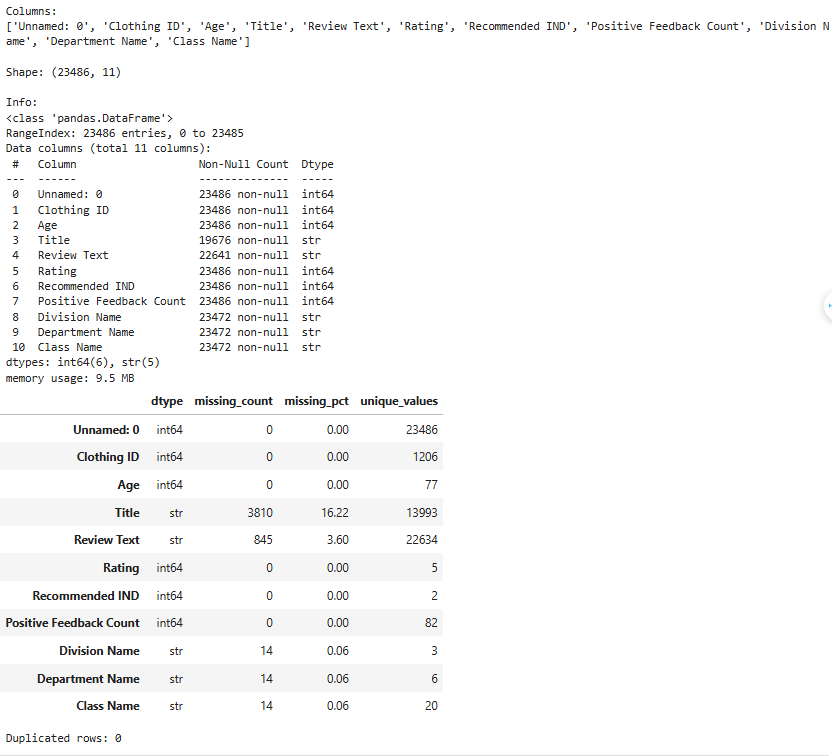 Columns:
['Unnamed: 0', 'Clothing ID', 'Age', 'Title', 'Review Text', 'Rating', 'Recommended IND', 'Positive Feedback Count', 'Division N
ame', 'Department Name', 'Class Name']
Shape: (23486, 11)
Info:
<class 'pandas.DataFrame'>
RangeIndex: 23486 entries, 0 to 23485
Data columns (total 11 columns):
 #   Column                   Non-Null Count  Dtype
---  ------                   --------------  -----
 0   Unnamed: 0               23486 non-null  int64
 1   Clothing ID              23486 non-null  int64
 2   Age                      23486 non-null  int64
 3   Title                    19676 non-null  str
 4   Review Text              22641 non-null  str
 5   Rating                   23486 non-null  int64
 6   Recommended IND          23486 non-null  int64
 7   Positive Feedback Count  23486 non-null  int64
 8   Division Name            23472 non-null  str
 9   Department Name          23472 non-null  str
 10  Class Name               23472 non-null  str
dtypes: int64(6), str(5)
memory usage: 9.5 MB
dtype missing_count missing_pct unique_values
Unnamed: 0 int64 0 0.00 23486
Clothing ID int64 0 0.00 1206
Age int64 0 0.00 77
Title str 3810 16.22 13993
Review Text str 845 3.60 22634
Rating int64 0 0.00 5
Recommended IND int64 0 0.00 2
Positive Feedback Count int64 0 0.00 82
Division Name str 14 0.06 3
Department Name str 14 0.06 6
Class Name str 14 0.06 20
Duplicated rows: 0